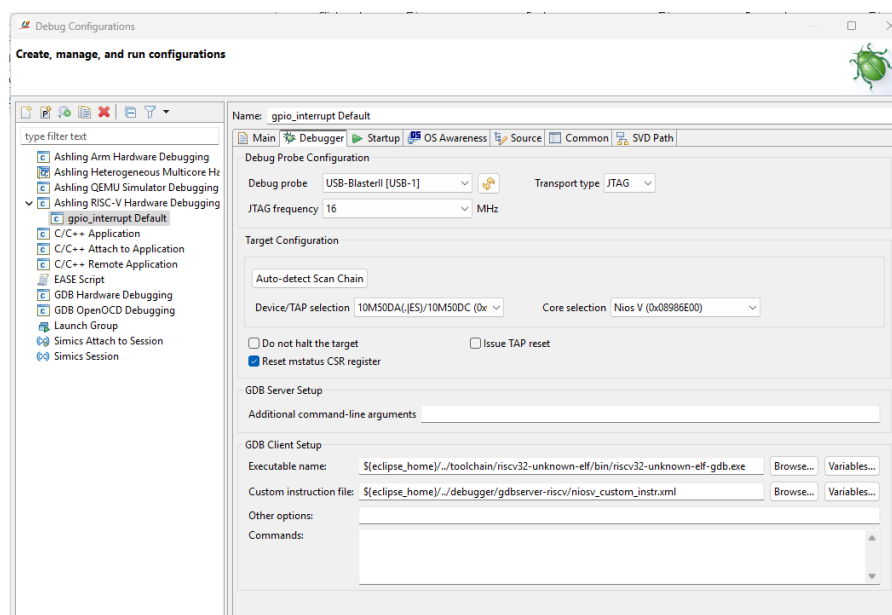 Debug Configurations
Create, manage, and run configurations
type filter text
Ashling Arm Hardware Debugging
Ashling Heterogeneous Multicore Ha
Ashling QEMU Simulator Debugging
Ashling RISC-V Hardware Debugging
gpio_interrupt Default
C/C++ Application
C/C++ Attach to Application
C/C++ Remote Application
EASE Script
GDB Hardware Debugging
GDB OpenOCD Debugging
Launch Group
Simics Attach to Session
Simics Session
Name: gpio_interrupt Default
Main Debugger Startup OS Awareness Source Common SVD Path
Debug Probe Configuration
Debug probe USB-BlasterII [USB-1] Transport type JTAG
JTAG frequency 16 MHz
Target Configuration
Auto-detect Scan Chain
Device/TAP selection 10M50DA(.|ES)/10M50DC (0x Core selection Nios V (0x08986E00)
Do not halt the target Issue TAP reset
Reset mstatus CSR register
GDB Server Setup
Additional command-line arguments
GDB Client Setup
Executable name: ${eclipse_home}/../toolchain/riscv32-unknown-elf/bin/riscv32-unknown-elf-gdb.exe Browse... Variables...
Custom instruction file: ${eclipse_home}/../debugger/gdbserver-riscv/niosv_custom_instr.xml Browse... Variables...
Other options:
Commands: